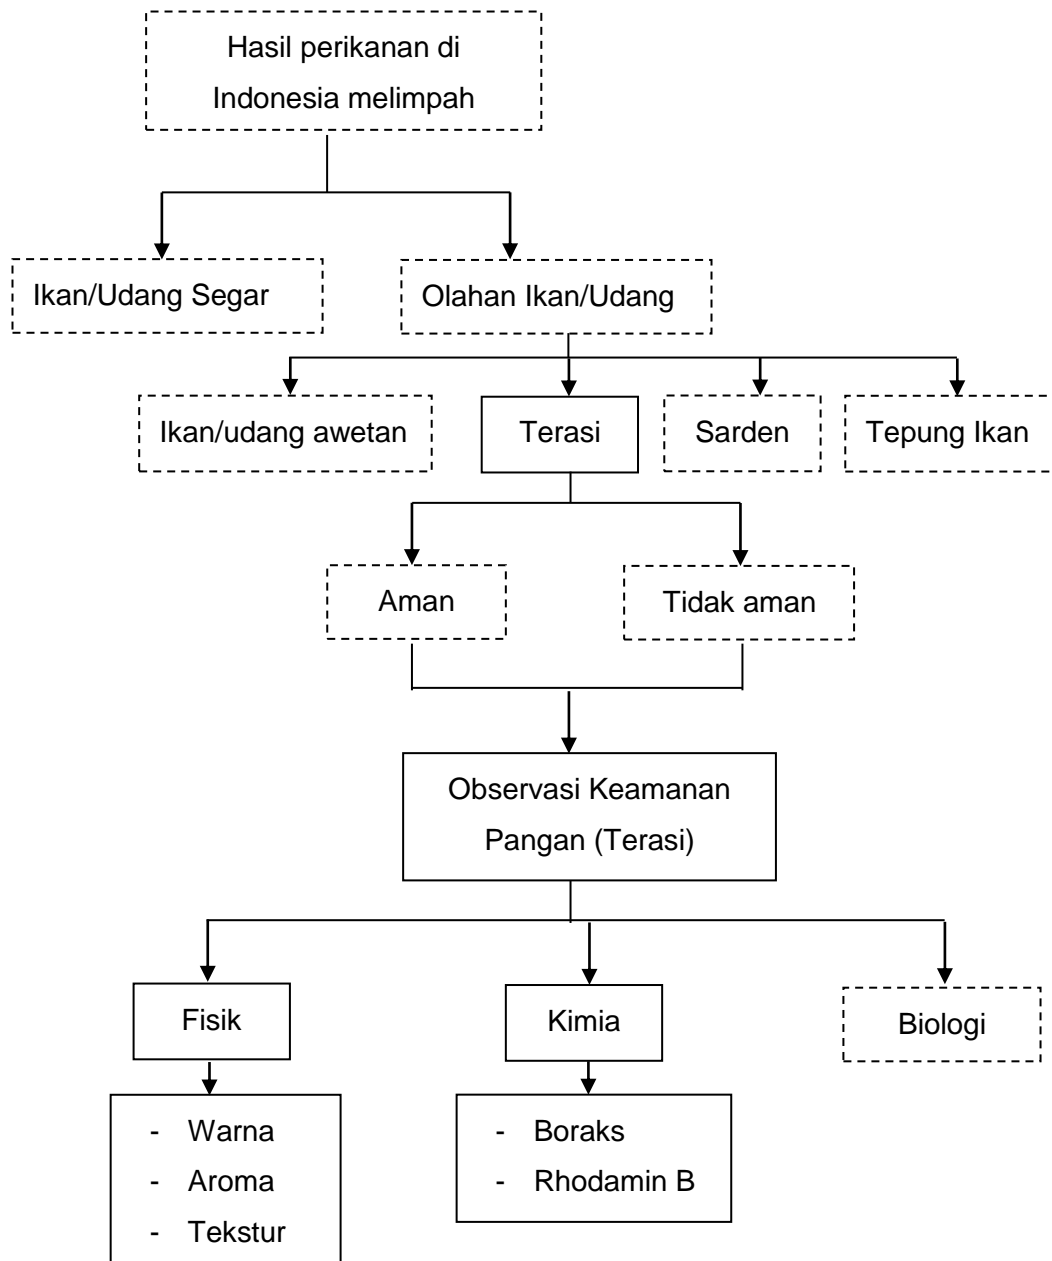 Hasil perikanan di
Indonesia melimpah
Ikan/Udang Segar
Olahan Ikan/Udang
Ikan/udang awetan
Terasi
Sarden
Tepung Ikan
Aman
Tidak aman
Observasi Keamanan
Pangan (Terasi)
Fisik
Kimia
Biologi
- Warna
- Aroma
- Tekstur
- Boraks
- Rhodamin B